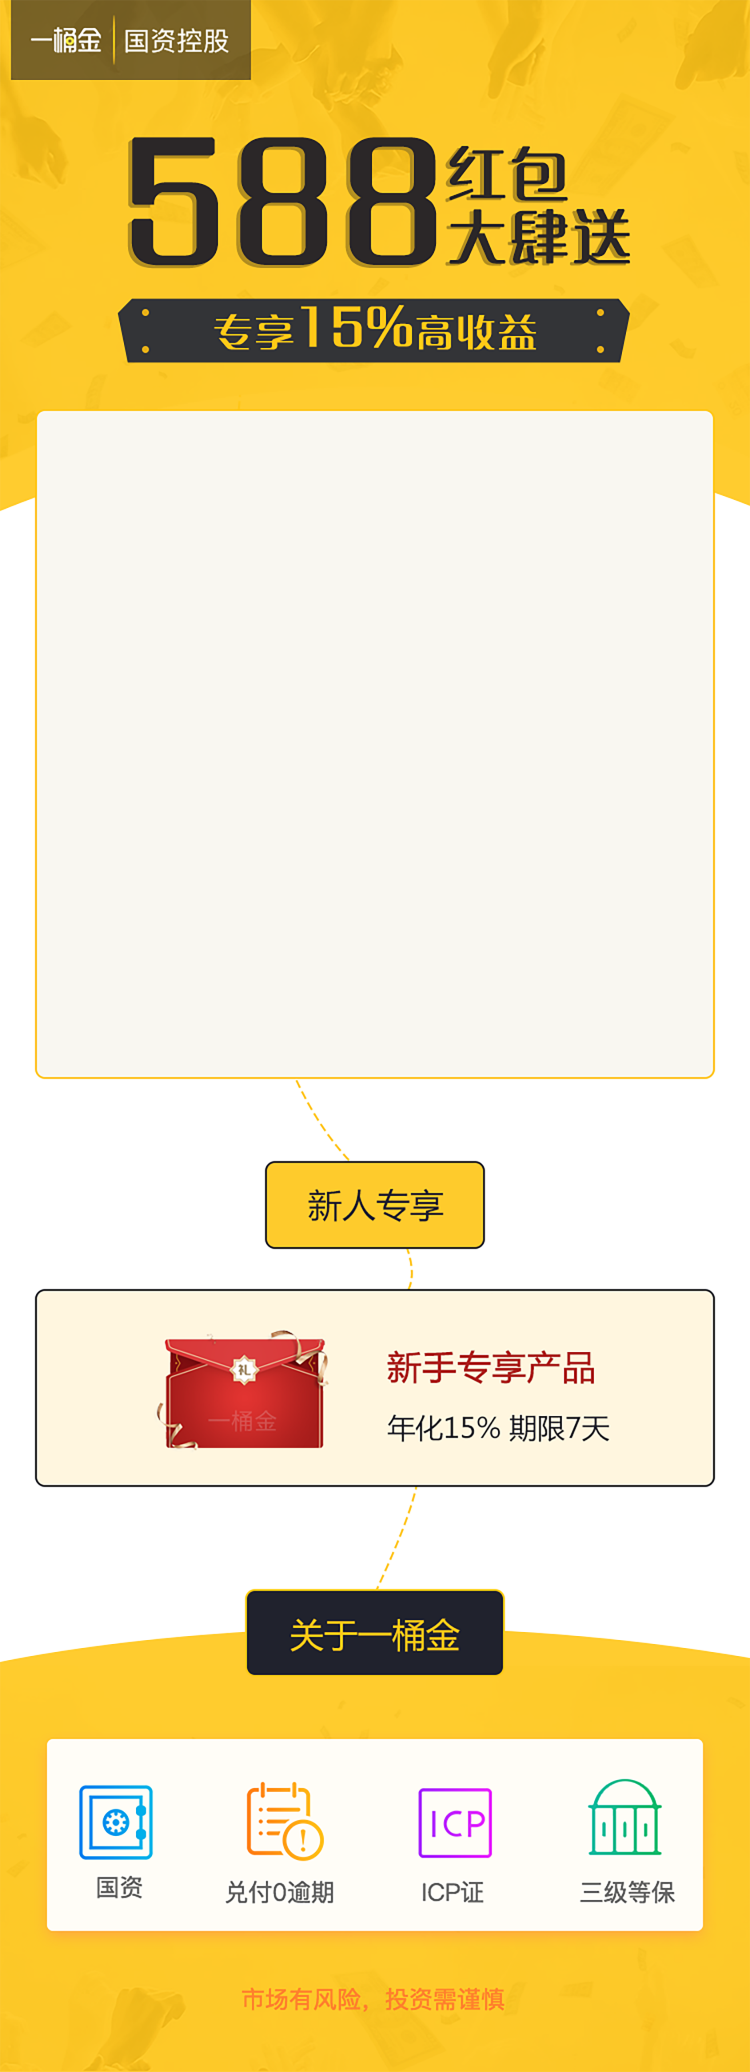 一桶金 国资控股
588红包
大肆送
专享15%高收益
新人专享
礼
一桶金
新手专享产品
年化15% 期限7天
关于一桶金
ICP
国资 兑付0逾期 ICP证 三级等保
市场有风险，投资需谨慎